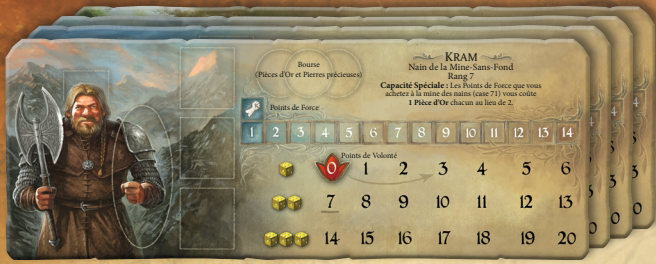 Bourse
(Pièces d'Or et Pierres précieuses)
KRAM
Nain de la Mine-Sans-Fond
Rang 7
Capacité Spéciale : Les Points de Force que vous
achetez à la mine des nains (case 71) vous coûte
1 Pièce d'Or chacun au lieu de 2.
Points de Force
1 2 3 4 5 6 7 8 9 10 11 12 13 14
Points de Volonté
0 1 2 3 4 5 6
7 8 9 10 11 12 13
14 15 16 17 18 19 20